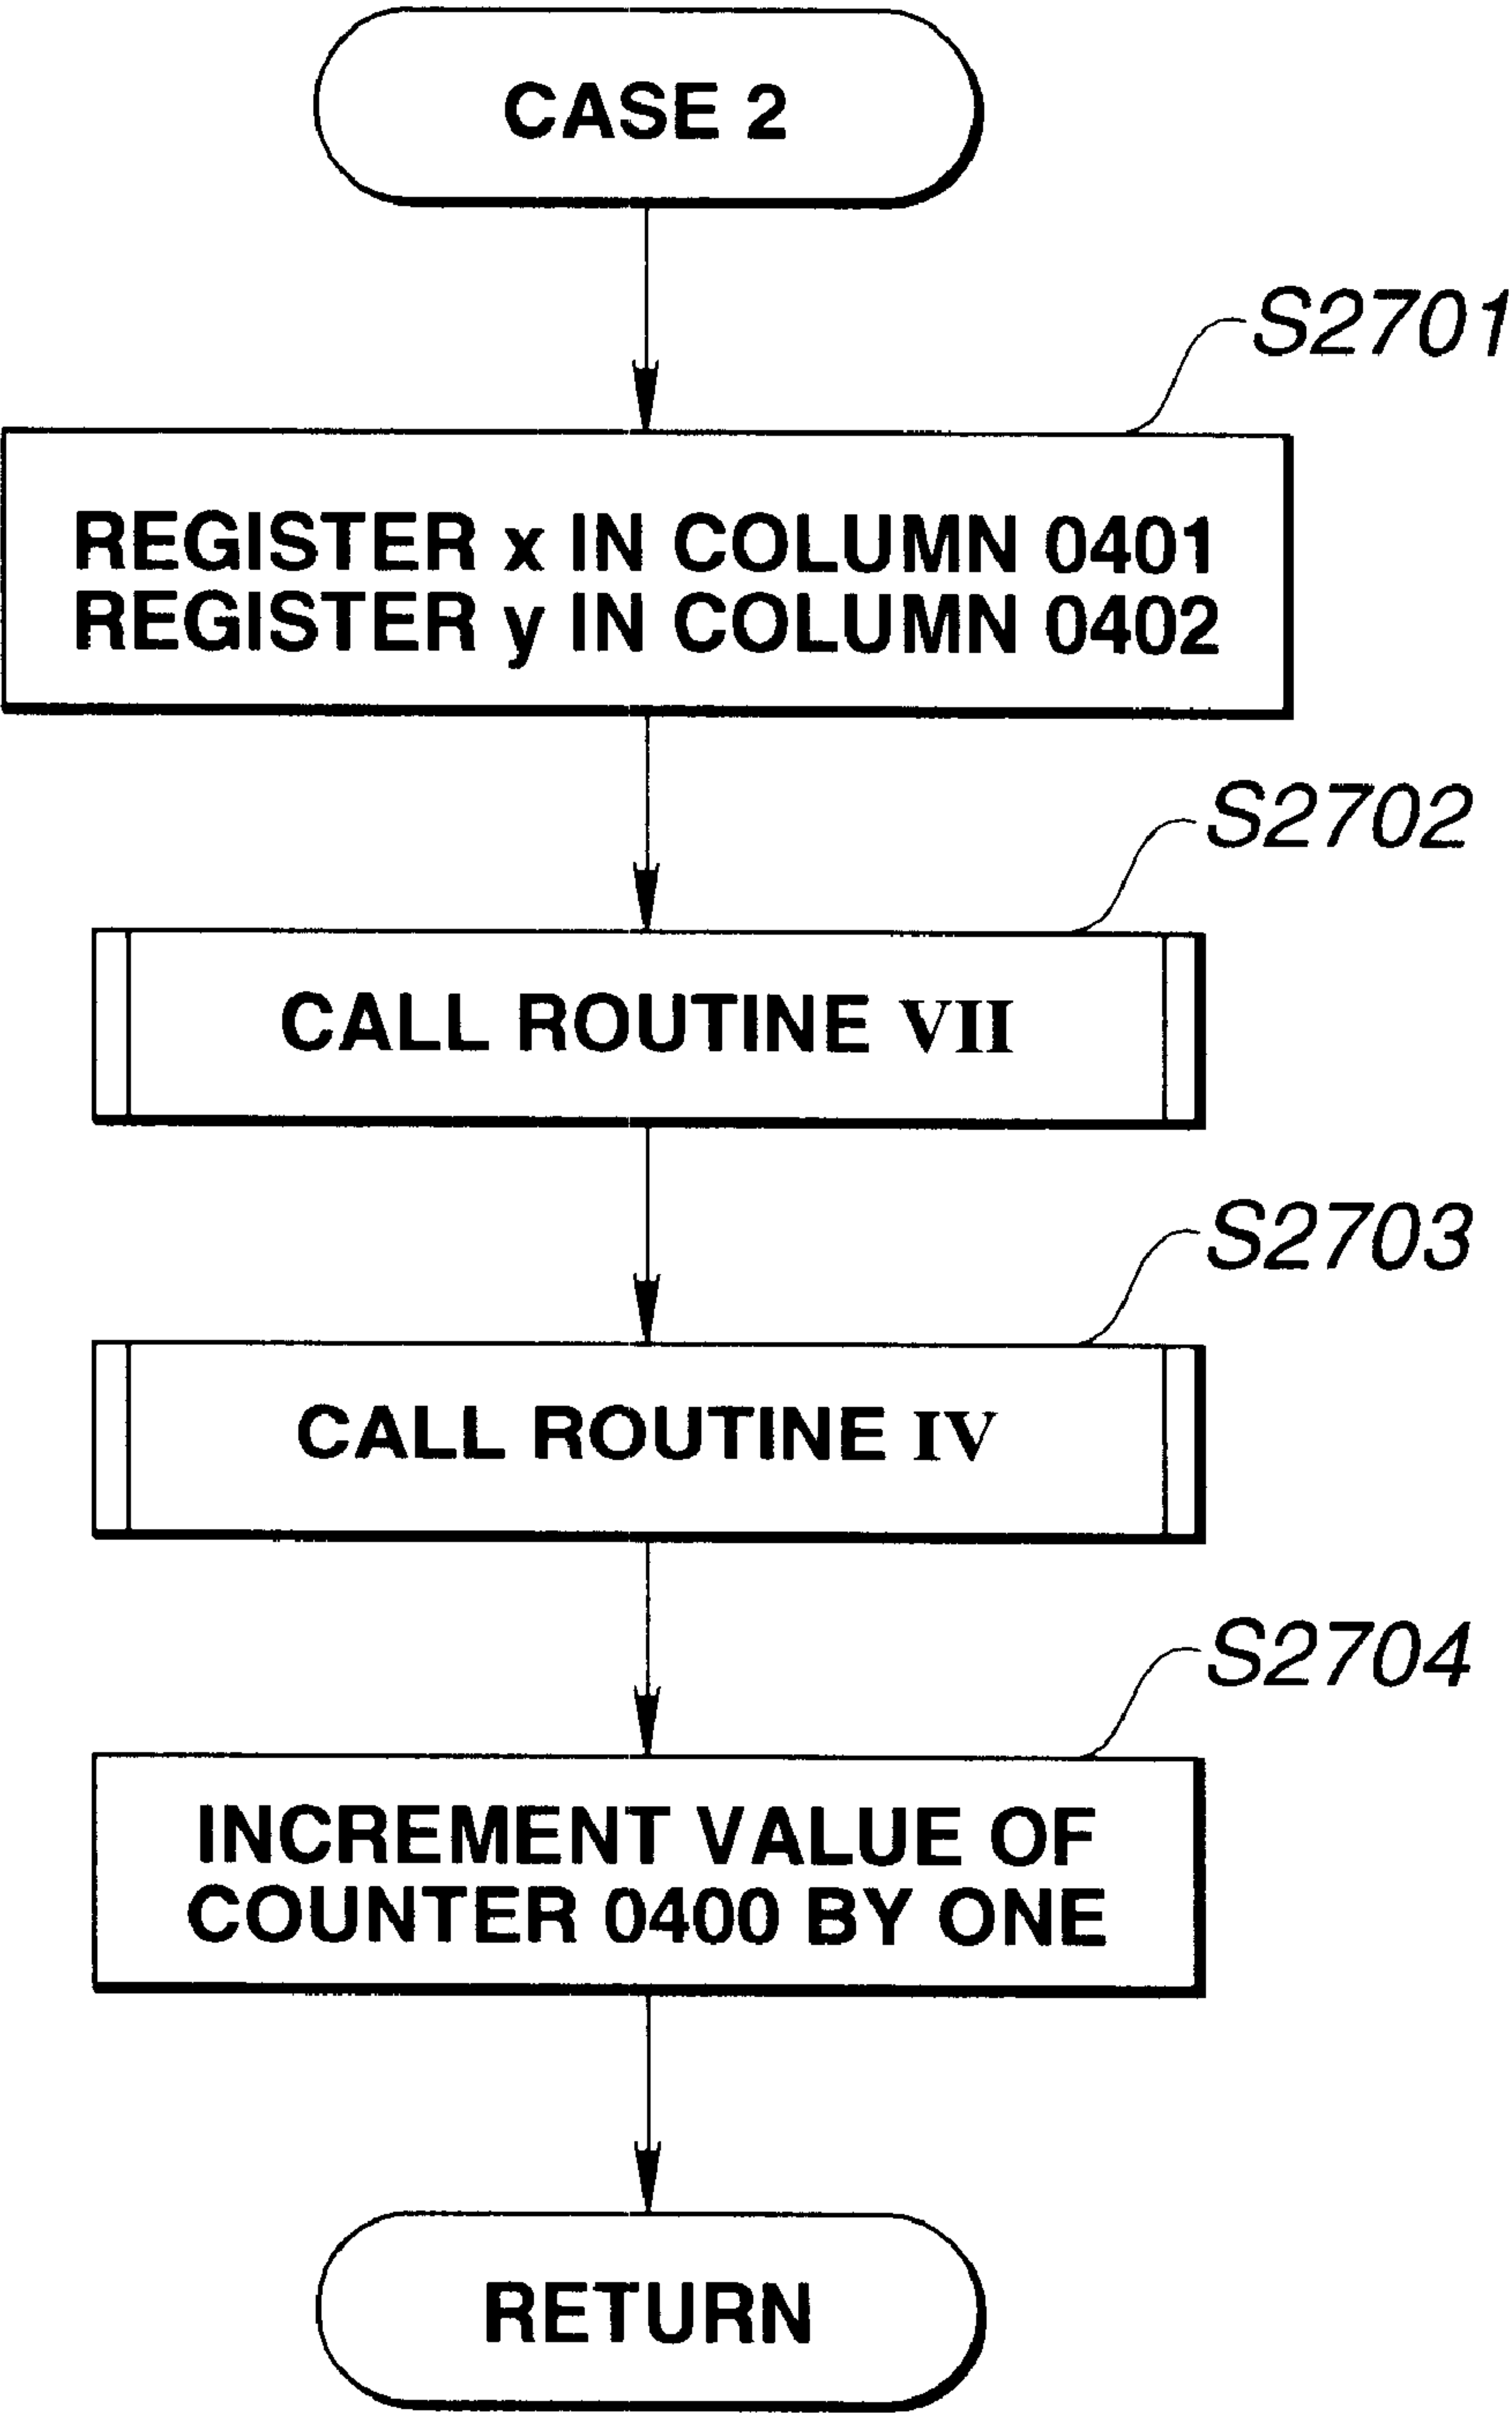 CASE 2
S2701
REGISTER x IN COLUMN 0401
REGISTER y IN COLUMN 0402
S2702
CALL ROUTINE VII
S2703
CALL ROUTINE IV
S2704
INCREMENT VALUE OF
COUNTER 0400 BY ONE
RETURN